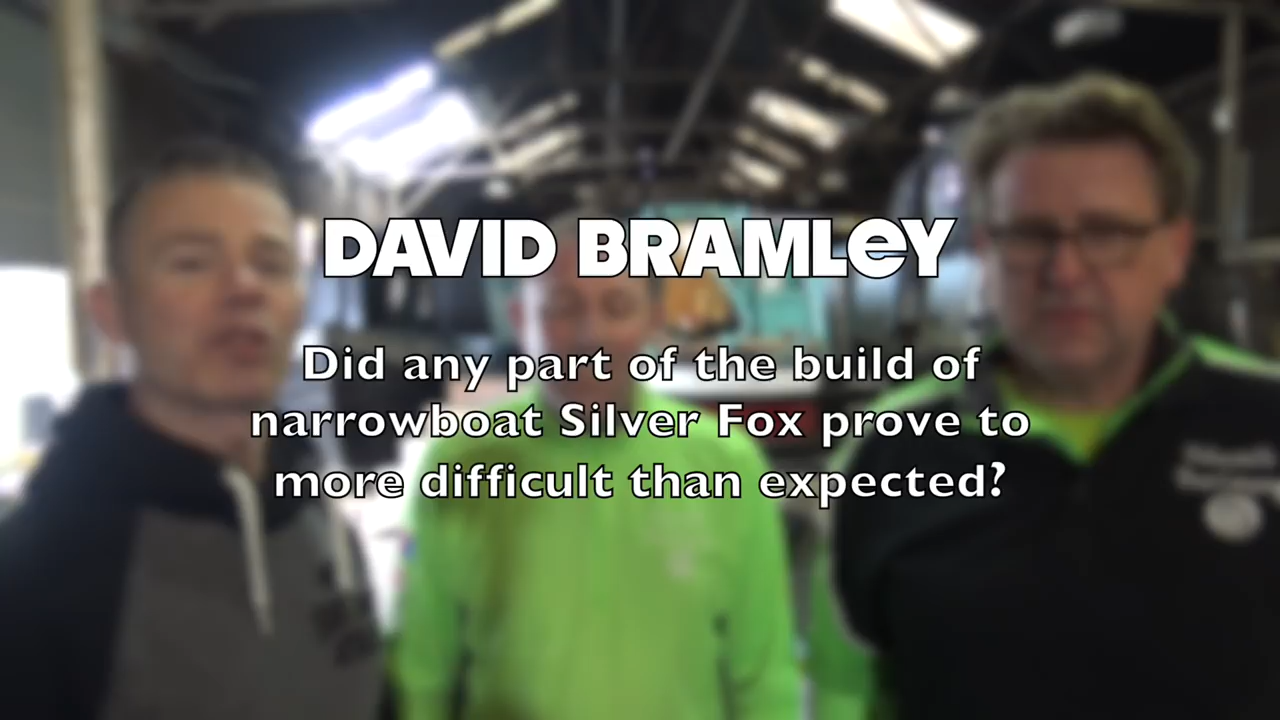 DAVID BRAMLEY
Did any part of the build of
narrowboat Silver Fox prove to
more difficult than expected?